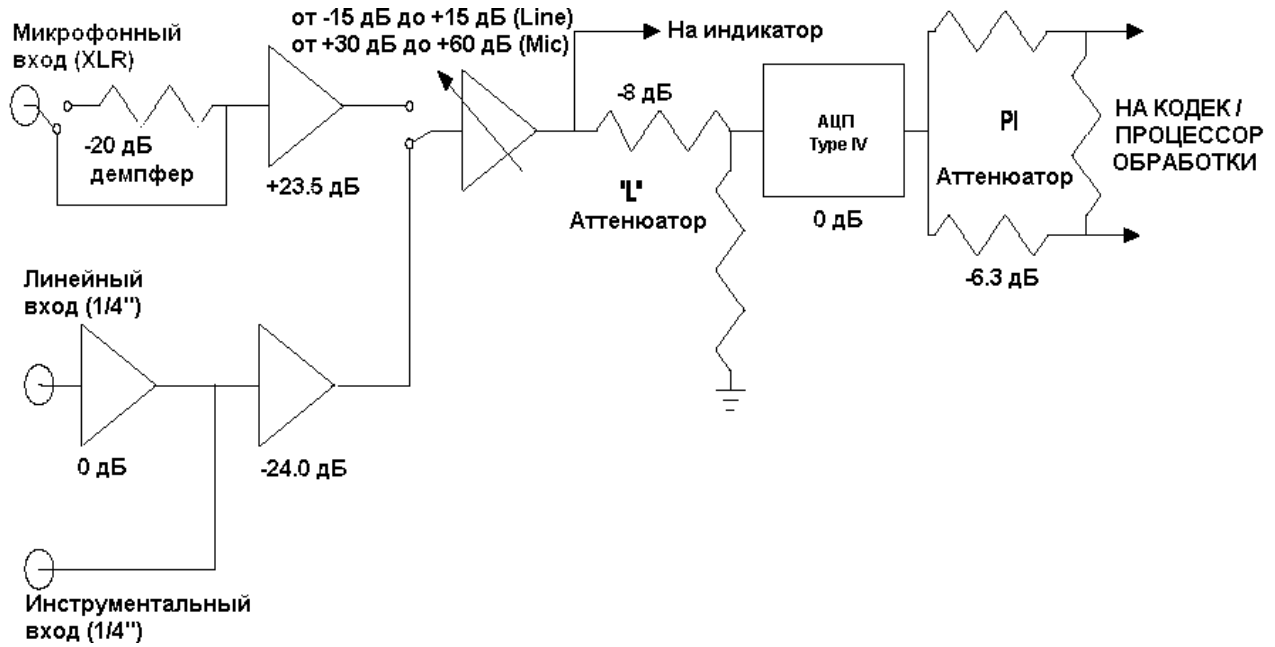 от -15 дБ до +15 дБ (Line)
от +30 дБ до +60 дБ (Mic)
На индикатор
Микрофонный
вход (XLR)
-20 дБ
демпфер
+23.5 дБ
-8 дБ
"L"
Аттенюатор
АЦП
Type IV
0 дБ
PI
Аттенюатор
-6.3 дБ
НА КОДЕК /
ПРОЦЕССОР
ОБРАБОТКИ
Линейный
вход (1/4")
0 дБ
-24.0 дБ
Инструментальный
вход (1/4")